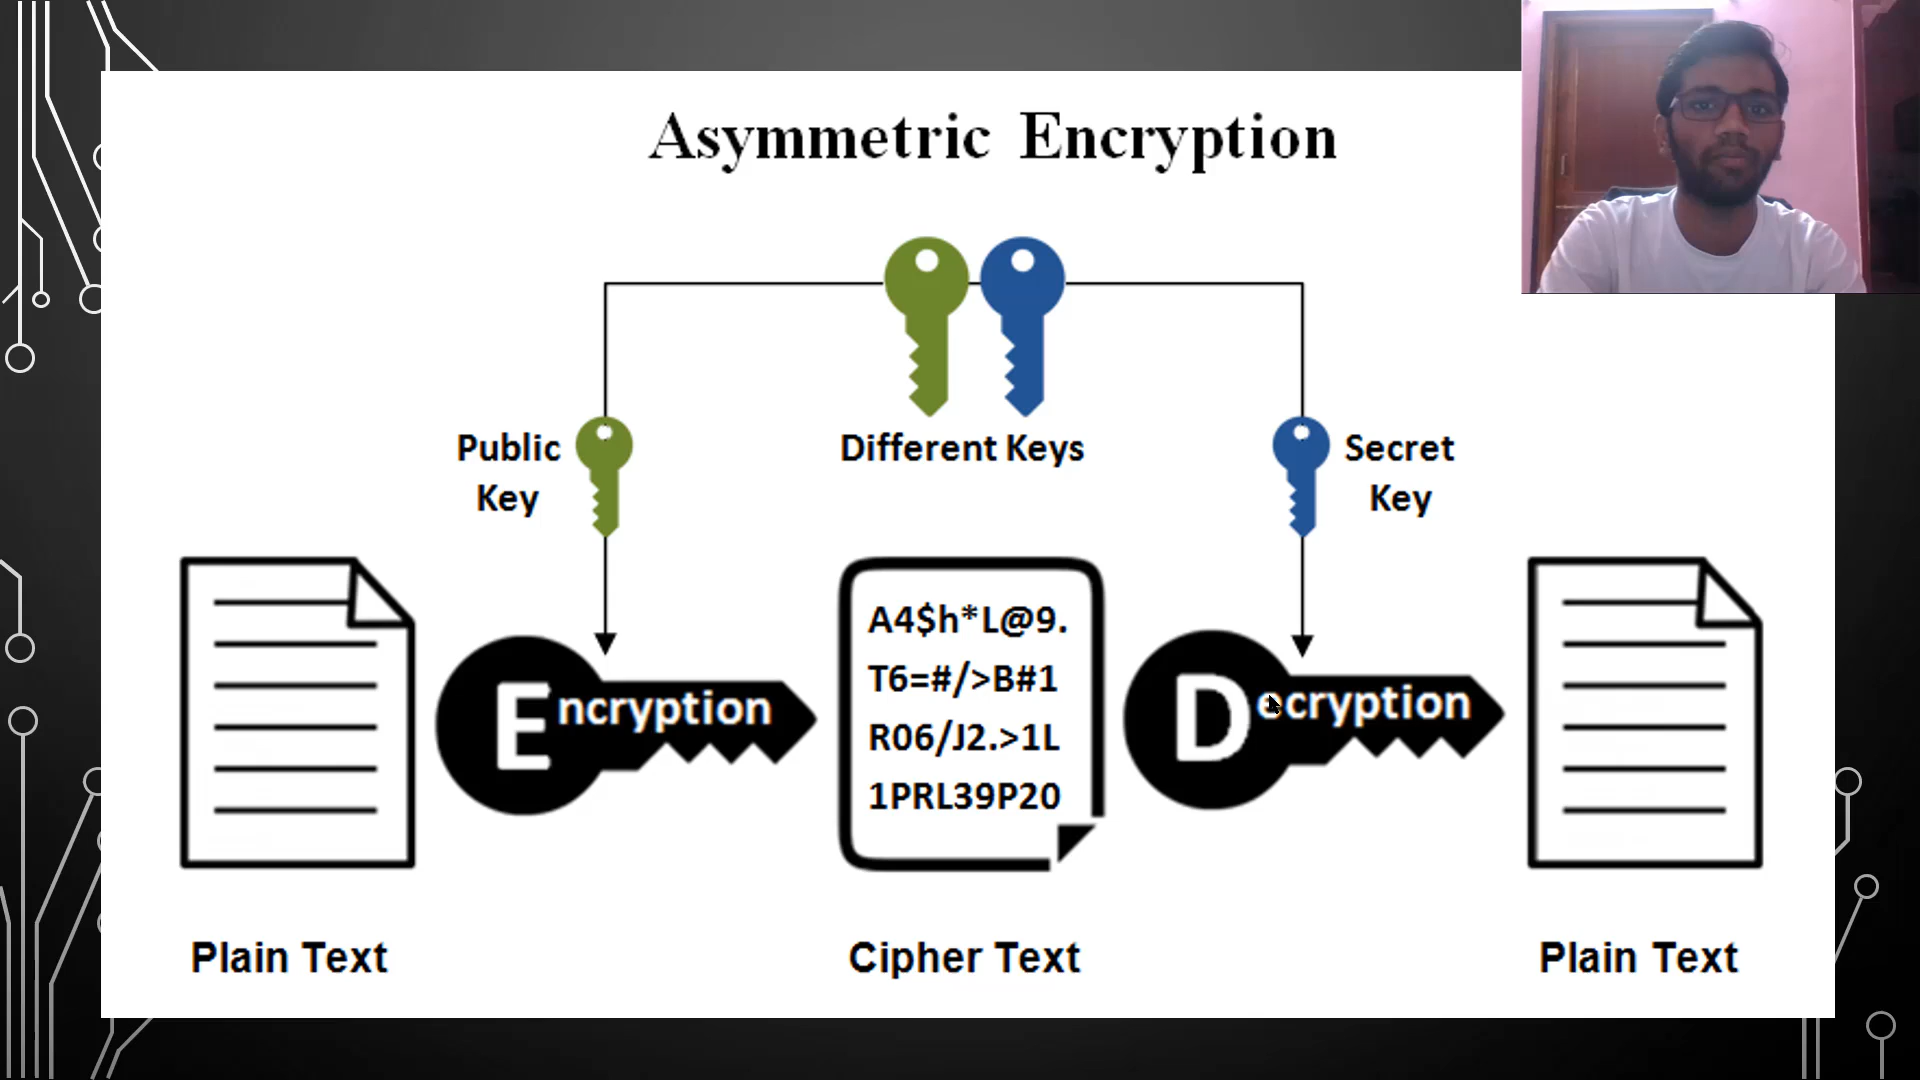 Asymmetric Encryption
Different Keys
Public
Key
Secret
Key
A4$h*L@9.
T6=#/>B#1
R06/J2.>1L
1PRL39P20
Encryption
Decryption
Plain Text
Cipher Text
Plain Text